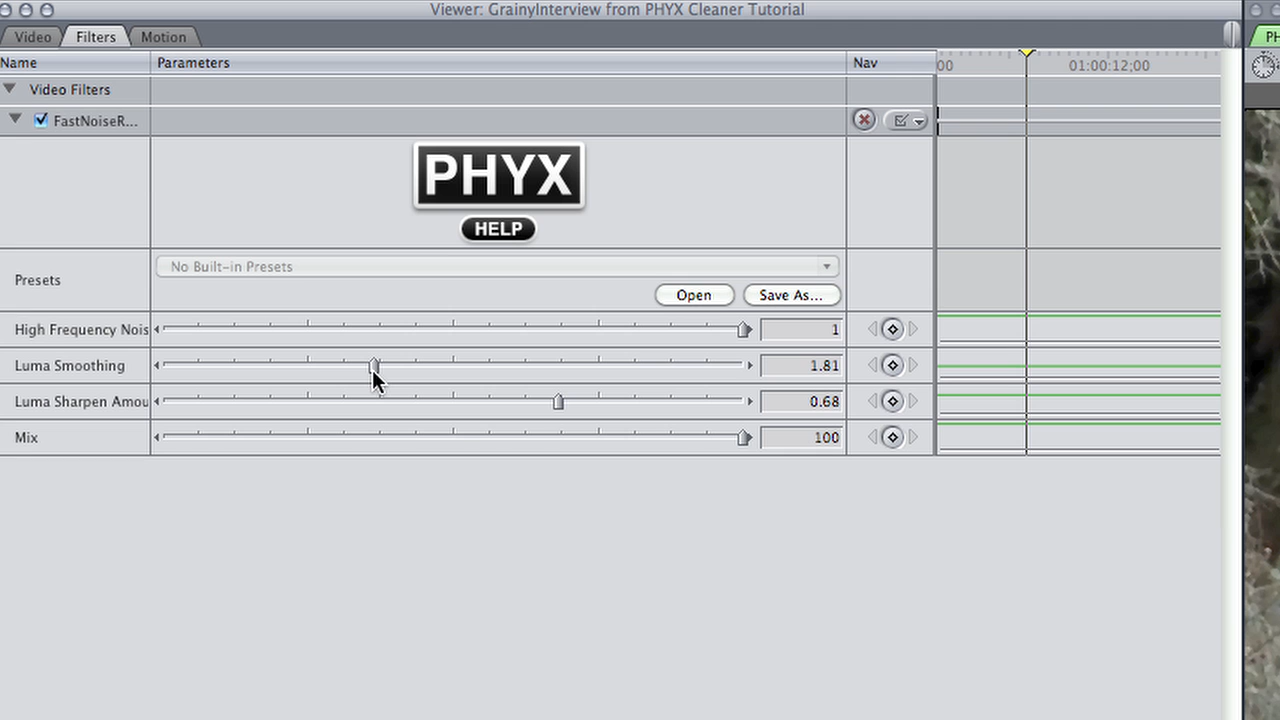 Viewer: GrainyInterview from PHYX Cleaner Tutorial
Video Filters Motion PH
Name Parameters Nav 00 01:00:12;00
Video Filters
FastNoiseR...
PHYX
HELP
Presets No Built-in Presets
Open Save As...
High Frequency Nois 1
Luma Smoothing 1.81
Luma Sharpen Amou 0.68
Mix 100